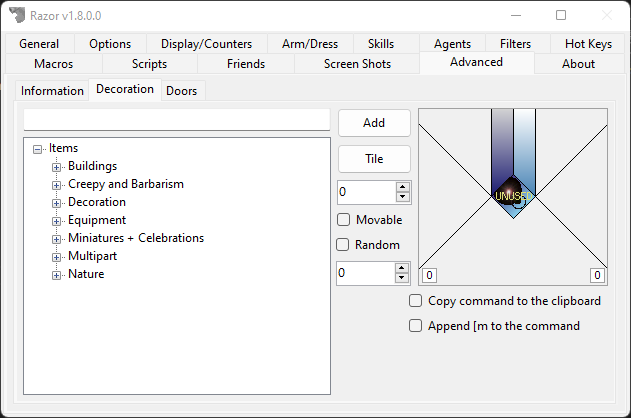 Razor v1.8.0.0
General Options Display/Counters Arm/Dress Skills Agents Filters Hot Keys
Macros Scripts Friends Screen Shots Advanced About
Information Decoration Doors
Add
Tile
0
Movable
Random
0
Items
Buildings
Creepy and Barbarism
Decoration
Equipment
Miniatures + Celebrations
Multipart
Nature
UNUSED
0 0
Copy command to the clipboard
Append [m to the command